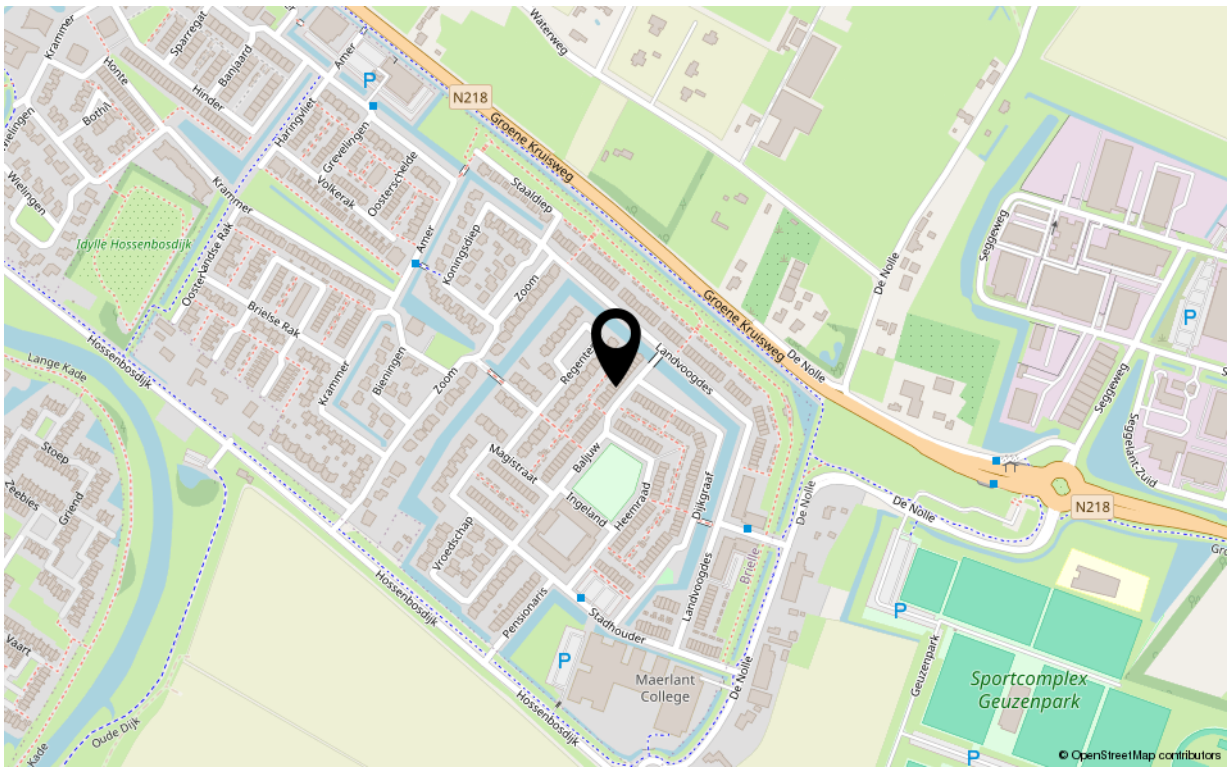 Krammer
Sparregat
Banjaard
Honte
Hinder
Bothil
Wielingen
Wielingen
Amer
P
N218
Waterweg
Groene Kruisweg
Haringvliet
Grevelingen
Oosterschelde
Volkerak
Staaldiep
Krammer
Idylle Hossenbosdijk
Oosterlandse Rak
Amer
Koningsdiep
Zoom
Seggeweg
De Nolle
Brielse Rak
Groene Kruisweg
P
Hossenbosdijk
Lange Kade
Krammer
Bieningen
Zoom
Landvoogdes
De Nolle
Seggeweg
Seggelant-Zuid
Stoep
Zeebies
Griend
Magistraat
Baljuw
Ingeland
Heemraad
Dijkgraaf
De Nolle
De Nolle
N218
Vroedschap
Hossenbosdijk
Pensionaris
Stadhouder
Landvoogdes
Brielle
P
Vaart
P
Maerlant
College
De Nolle
Geuzenpark
Sportcomplex
Geuzenpark
Hossenbosdijk
Oude Dijk
Kade
P
© OpenStreetMap contributors